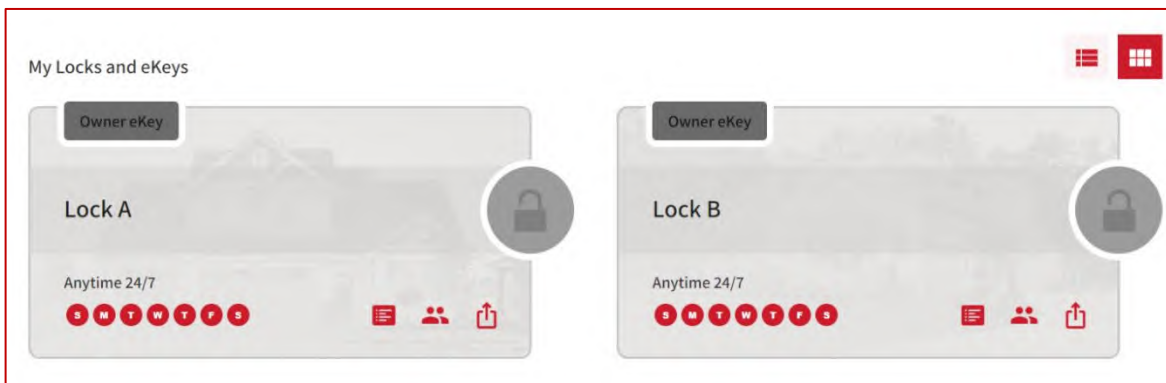 My Locks and eKeys
Owner eKey
Lock A
Anytime 24/7
S M T W T F S
Owner eKey
Lock B
Anytime 24/7
S M T W T F S